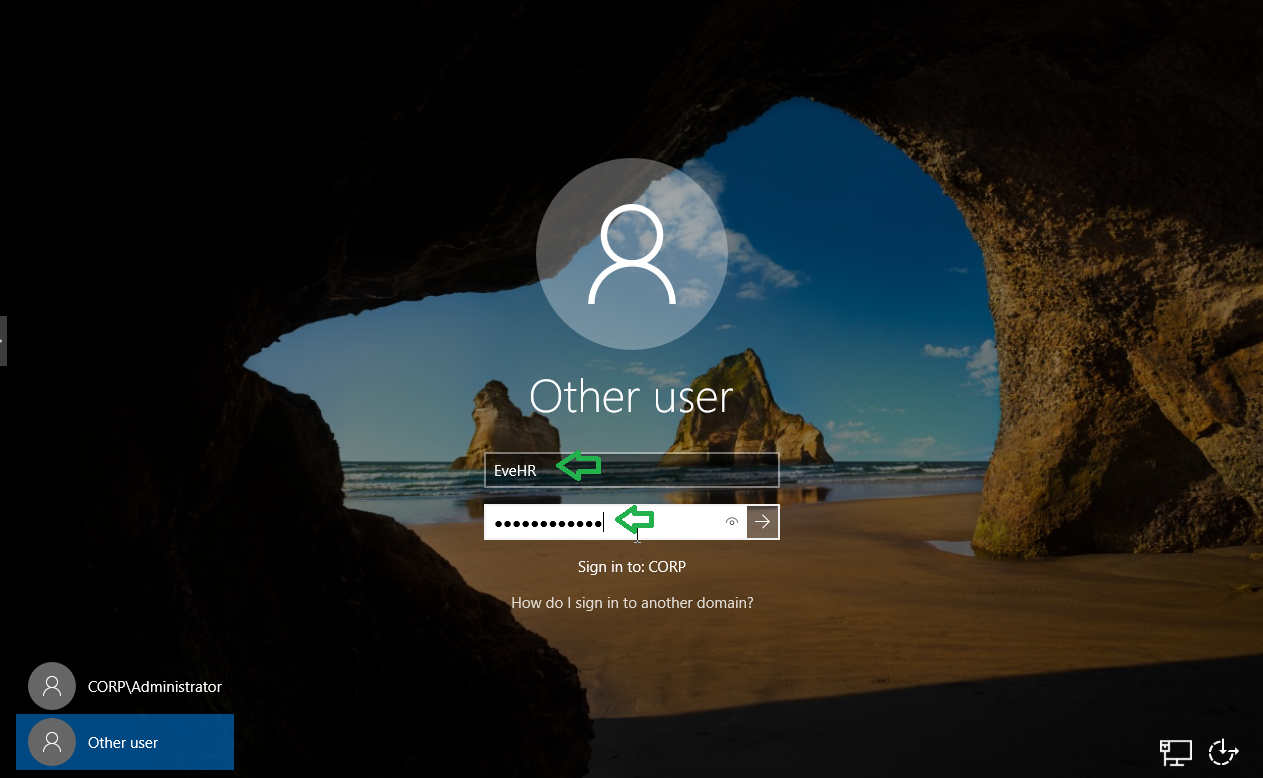 Other user
EveHR
Sign in to: CORP
How do I sign in to another domain?
CORP\Administrator
Other user